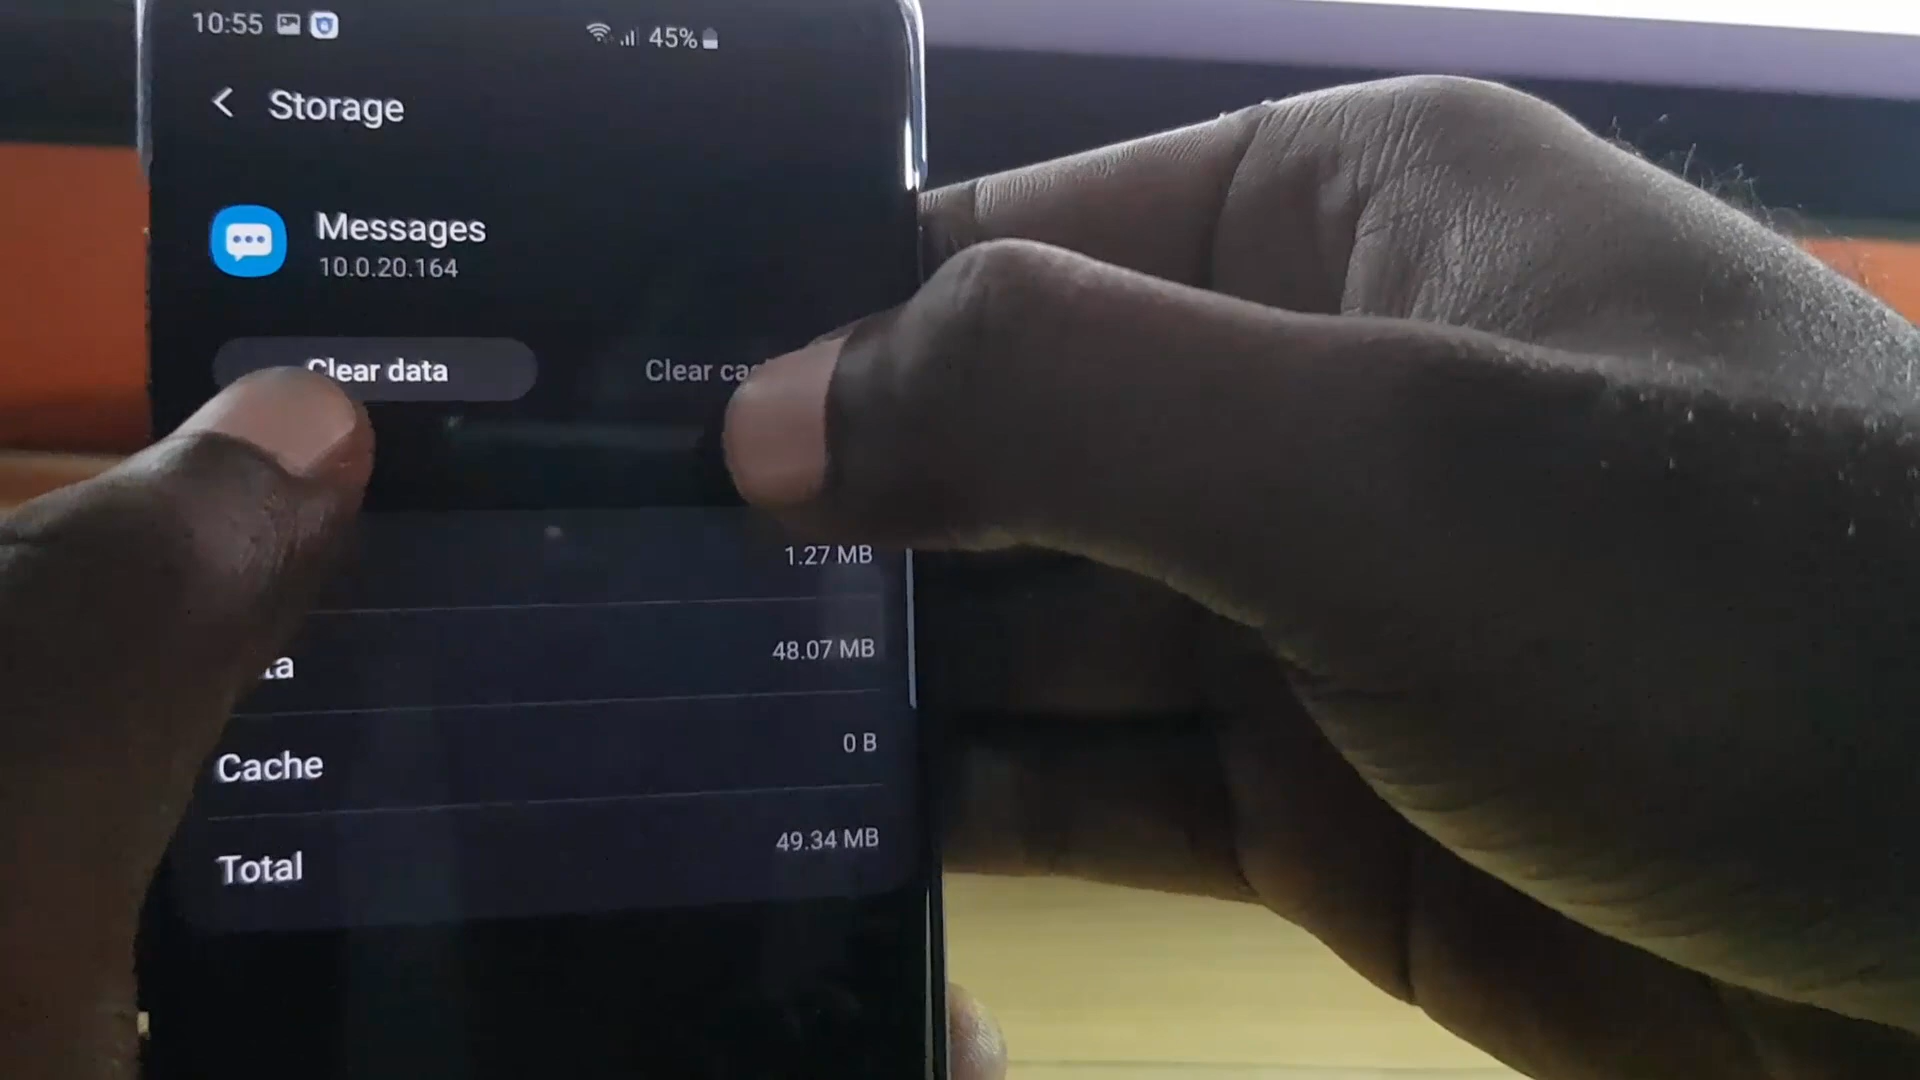 10:55
45%
Storage
Messages
10.0.20.164
Clear data
Clear
1.27 MB
48.07 MB
Cache
0 B
Total
49.34 MB